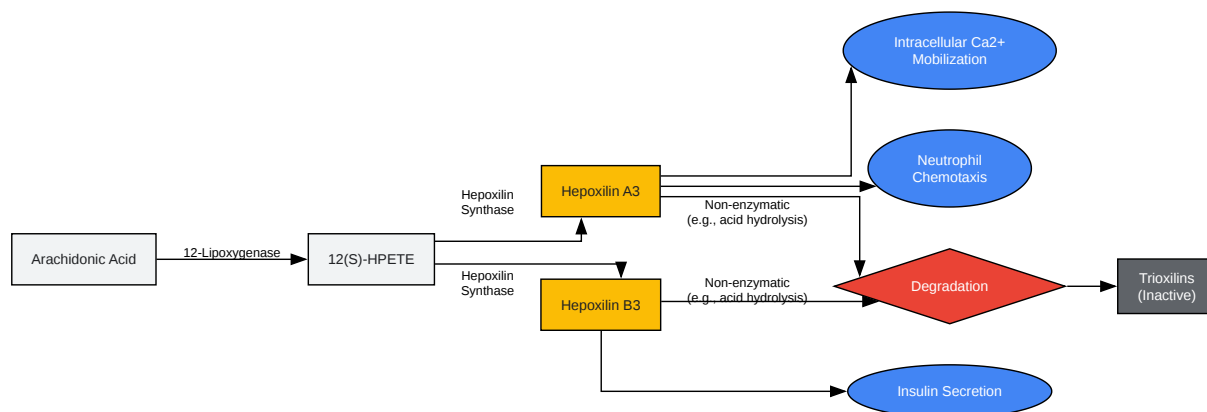 Intracellular Ca2+
Mobilization
Neutrophil
Chemotaxis
Hepoxilin A3
Hepoxilin
Synthase
Non-enzymatic
(e.g., acid hydrolysis)
Arachidonic Acid
12-Lipoxygenase
12(S)-HPETE
Hepoxilin
Synthase
Hepoxilin B3
Non-enzymatic
(e.g., acid hydrolysis)
Degradation
Trioxilins
(Inactive)
Insulin Secretion